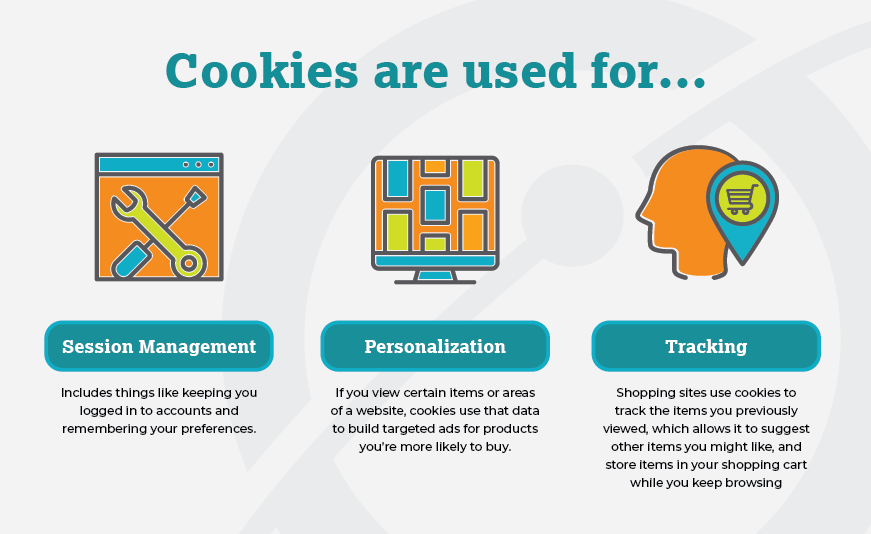 Cookies are used for...
Session Management
Includes things like keeping you
logged in to accounts and
remembering your preferences.
Personalization
If you view certain items or areas
of a website, cookies use that data
to build targeted ads for products
you're more likely to buy.
Tracking
Shopping sites use cookies to
track the items you previously
viewed, which allows it to suggest
other items you might like, and
store items in your shopping cart
while you keep browsing